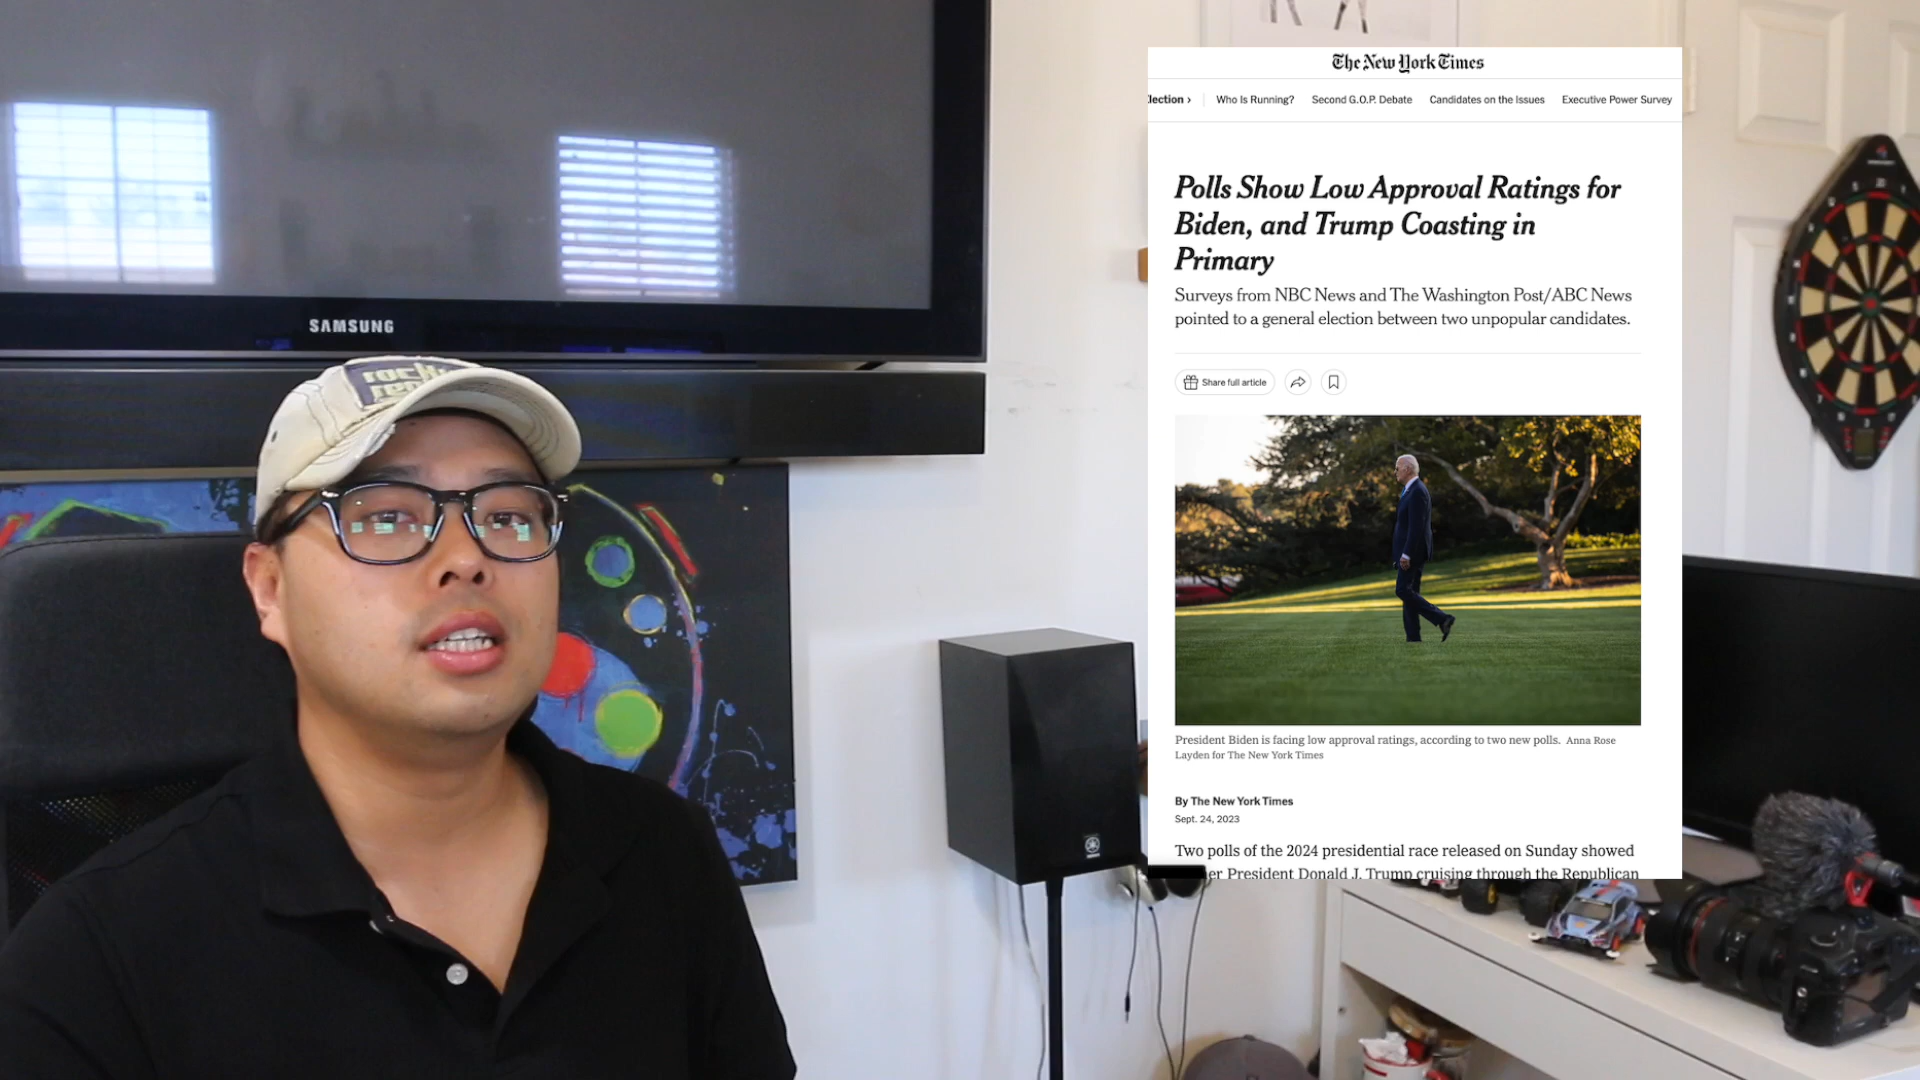 SAMSUNG
The New York Times
lection ›
Who Is Running?
Second G.O.P. Debate
Candidates on the Issues
Executive Power Survey
Polls Show Low Approval Ratings for
Biden, and Trump Coasting in
Primary
Surveys from NBC News and The Washington Post/ABC News
pointed to a general election between two unpopular candidates.
Share full article
President Biden is facing low approval ratings, according to two new polls. Anna Rose
Layden for The New York Times
By The New York Times
Sept. 24, 2023
Two polls of the 2024 presidential race released on Sunday showed
er President Donald J. Trump cruising through the Republican